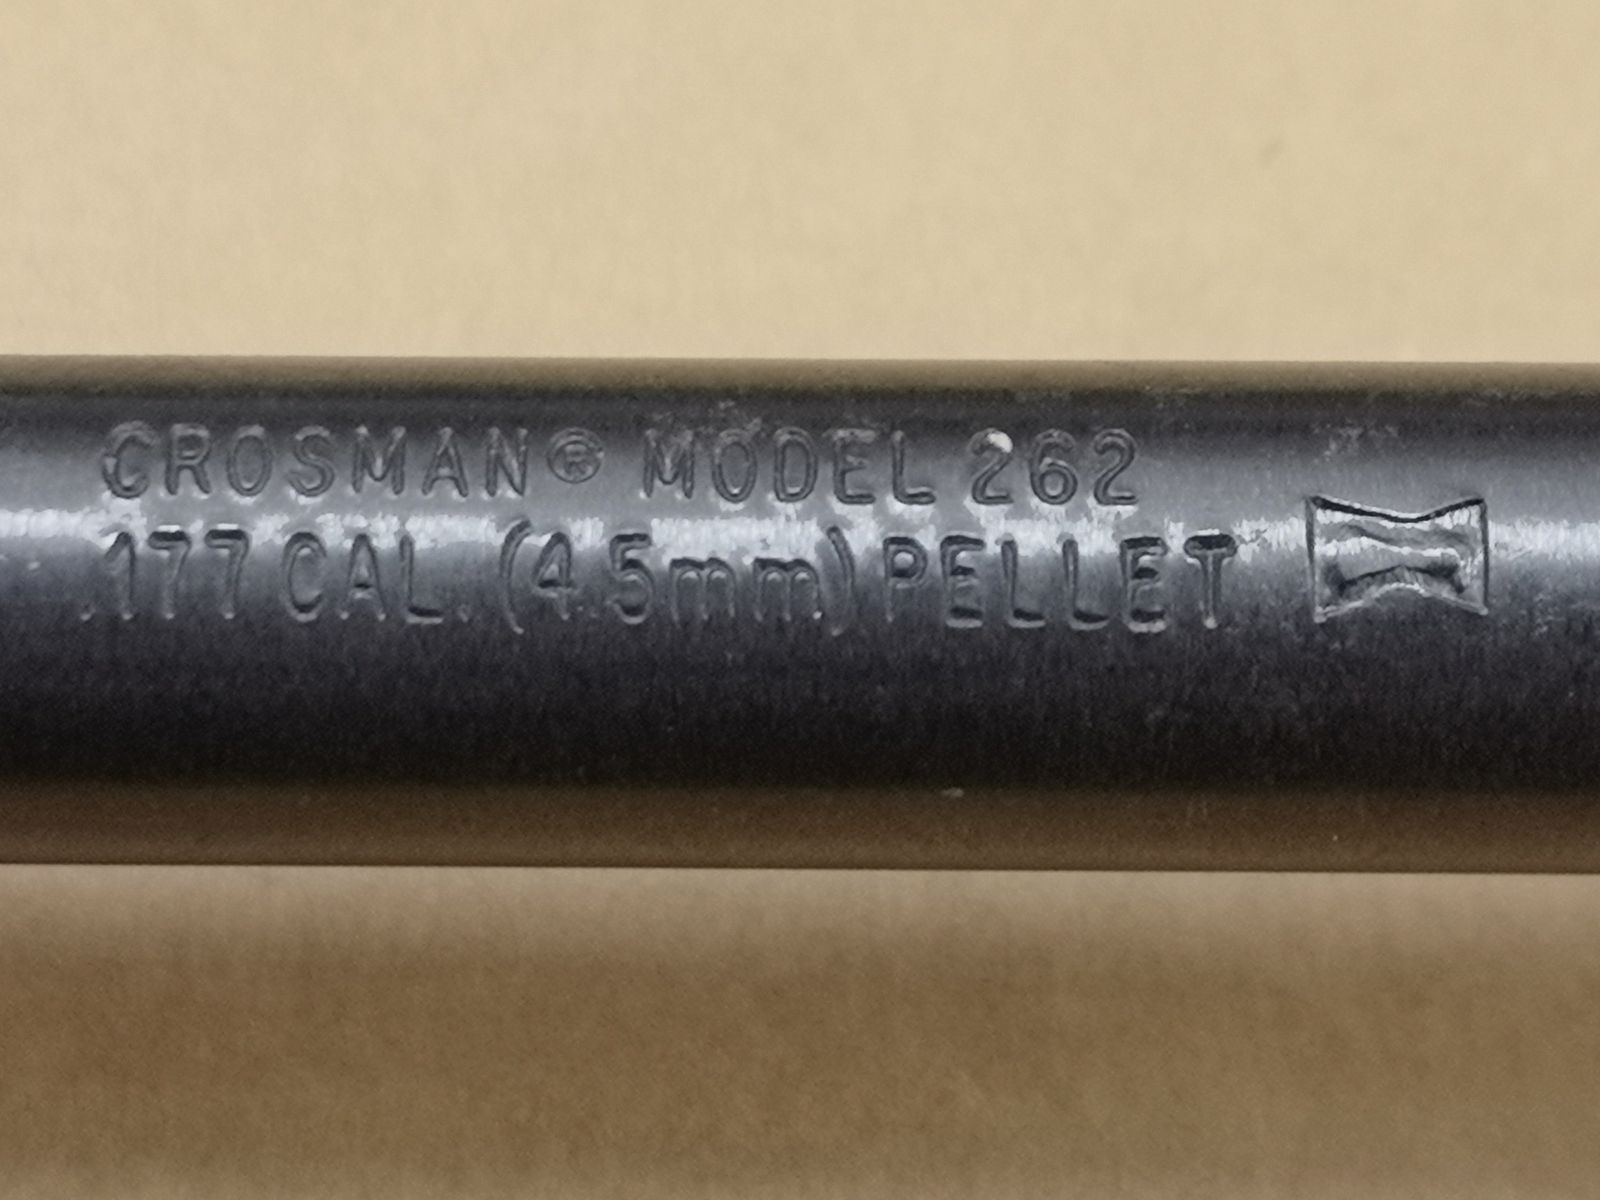 CROSMAN® MODEL 262
.177 CAL. (4.5mm) PELLET